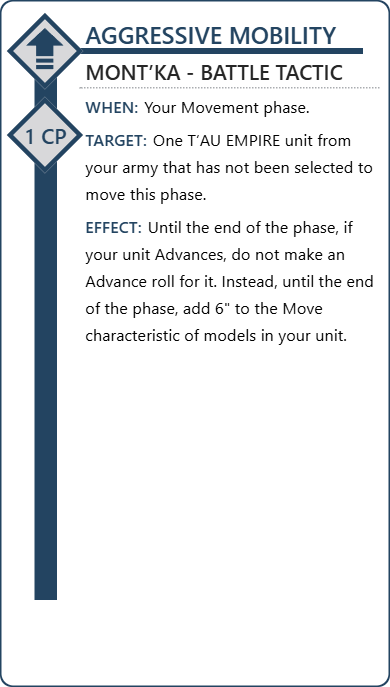 AGGRESSIVE MOBILITY
MONT’KA - BATTLE TACTIC
WHEN: Your Movement phase.
1 CP
TARGET: One T’AU EMPIRE unit from
your army that has not been selected to
move this phase.
EFFECT: Until the end of the phase, if
your unit Advances, do not make an
Advance roll for it. Instead, until the end
of the phase, add 6" to the Move
characteristic of models in your unit.